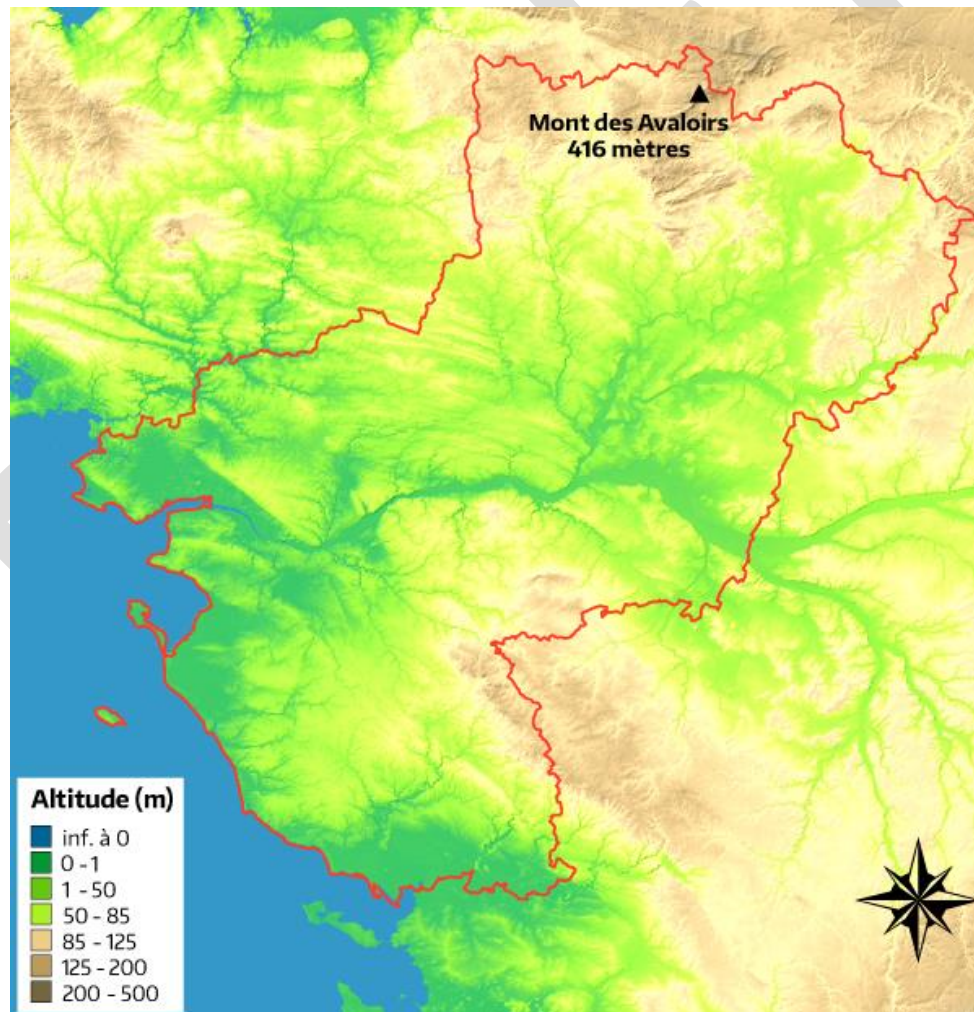 Mont des Avaloirs
416 mètres
Altitude (m)
inf. à 0
0 - 1
1 - 50
50 - 85
85 - 125
125 - 200
200 - 500